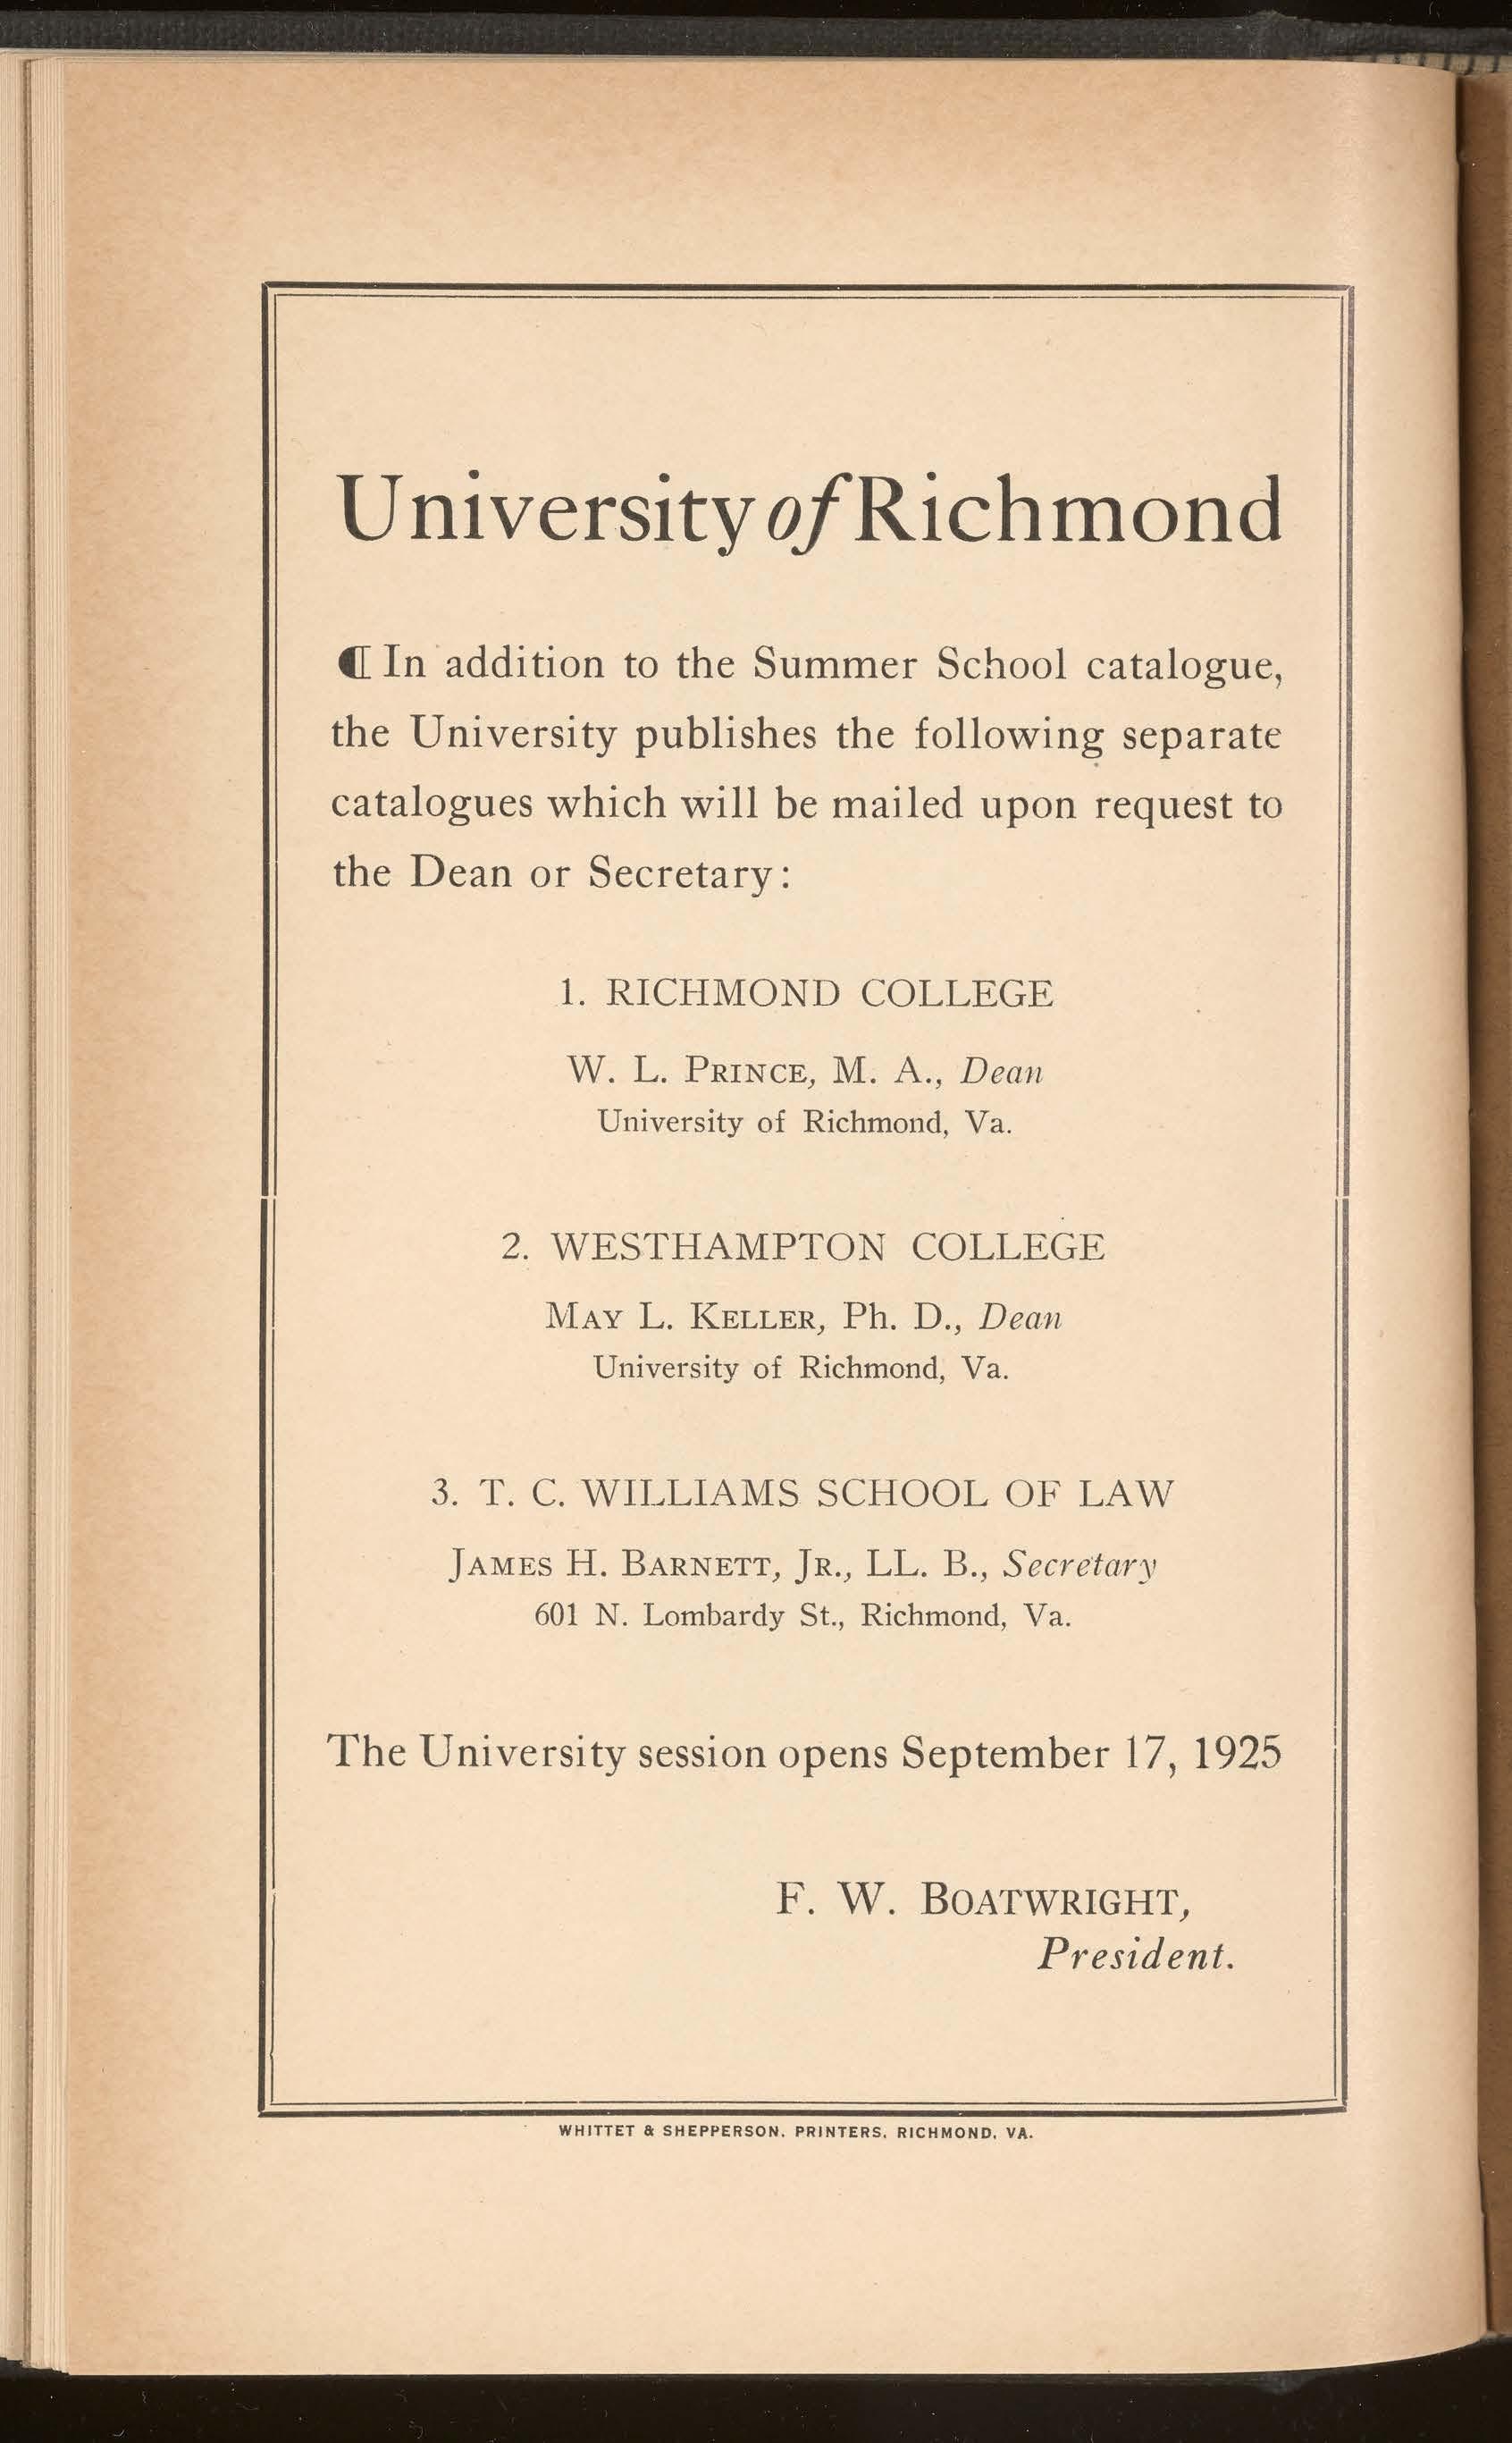 University of Richmond
¶ In addition to the Summer School catalogue,
the University publishes the following separate
catalogues which will be mailed upon request to
the Dean or Secretary:
1. RICHMOND COLLEGE
W. L. PRINCE, M. A., Dean
University of Richmond, Va.
2. WESTHAMPTON COLLEGE
MAY L. KELLER, Ph. D., Dean
University of Richmond, Va.
3. T. C. WILLIAMS SCHOOL OF LAW
JAMES H. BARNETT, JR., LL. B., Secretary
601 N. Lombardy St., Richmond, Va.
The University session opens September 17, 1925
F. W. BOATWRIGHT,
President.
WHITTET & SHEPPERSON, PRINTERS, RICHMOND, VA.